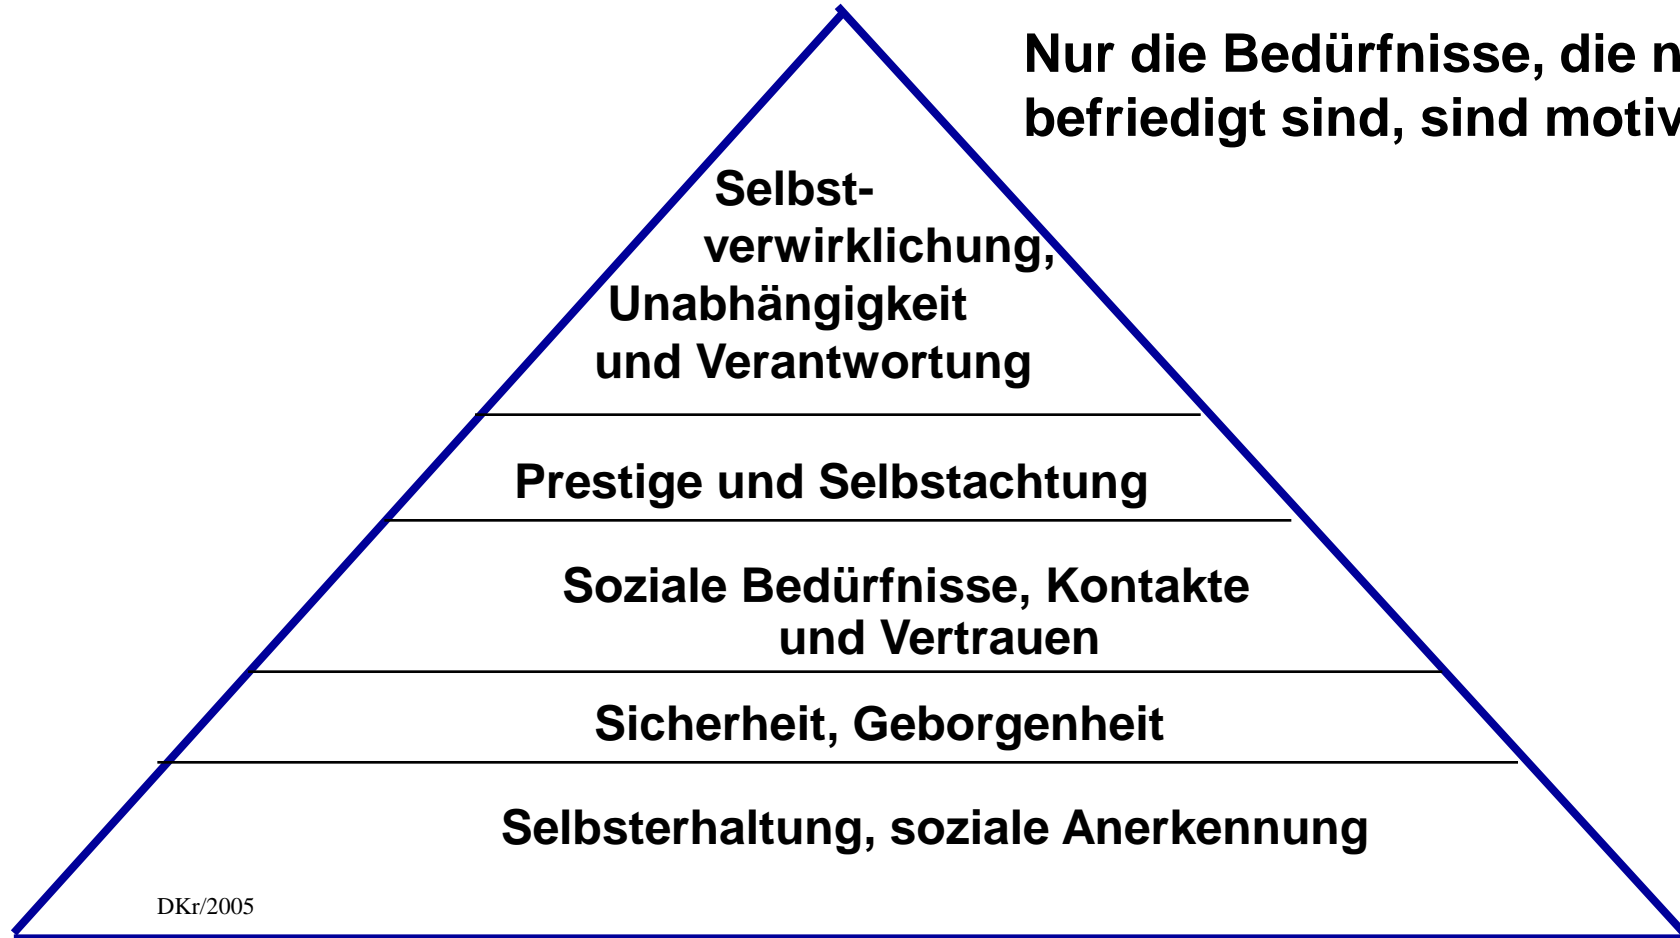 Nur die Bedürfnisse, die
befriedigt sind, sind
Selbst-
verwirklichung,
Unabhängigkeit
und Verantwortung
Prestige und Selbstachtung
Soziale Bedürfnisse, Kontakte
und Vertrauen
Sicherheit, Geborgenheit
Selbsterhaltung, soziale Anerkennung
DKr/2005